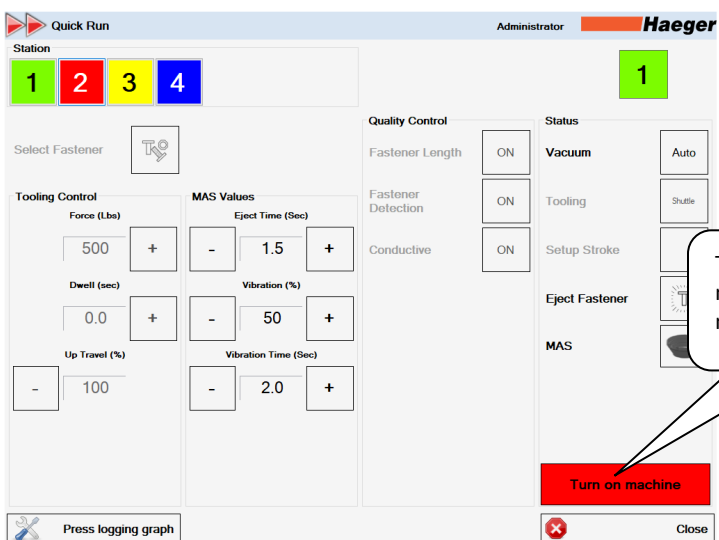 Quick Run
Administrator
Haeger
Station
1 2 3 4
1
Select Fastener
Tooling Control
Force (Lbs)
500 +
Dwell (sec)
0.0 +
Up Travel (%)
- 100
MAS Values
Eject Time (Sec)
- 1.5 +
Vibration (%)
- 50 +
Vibration Time (Sec)
- 2.0 +
Quality Control
Fastener Length ON
Fastener
Detection ON
Conductive ON
Status
Vacuum Auto
Tooling Shuttle
Setup Stroke
Eject Fastener
MAS
Turn on machine
Press logging graph
Close